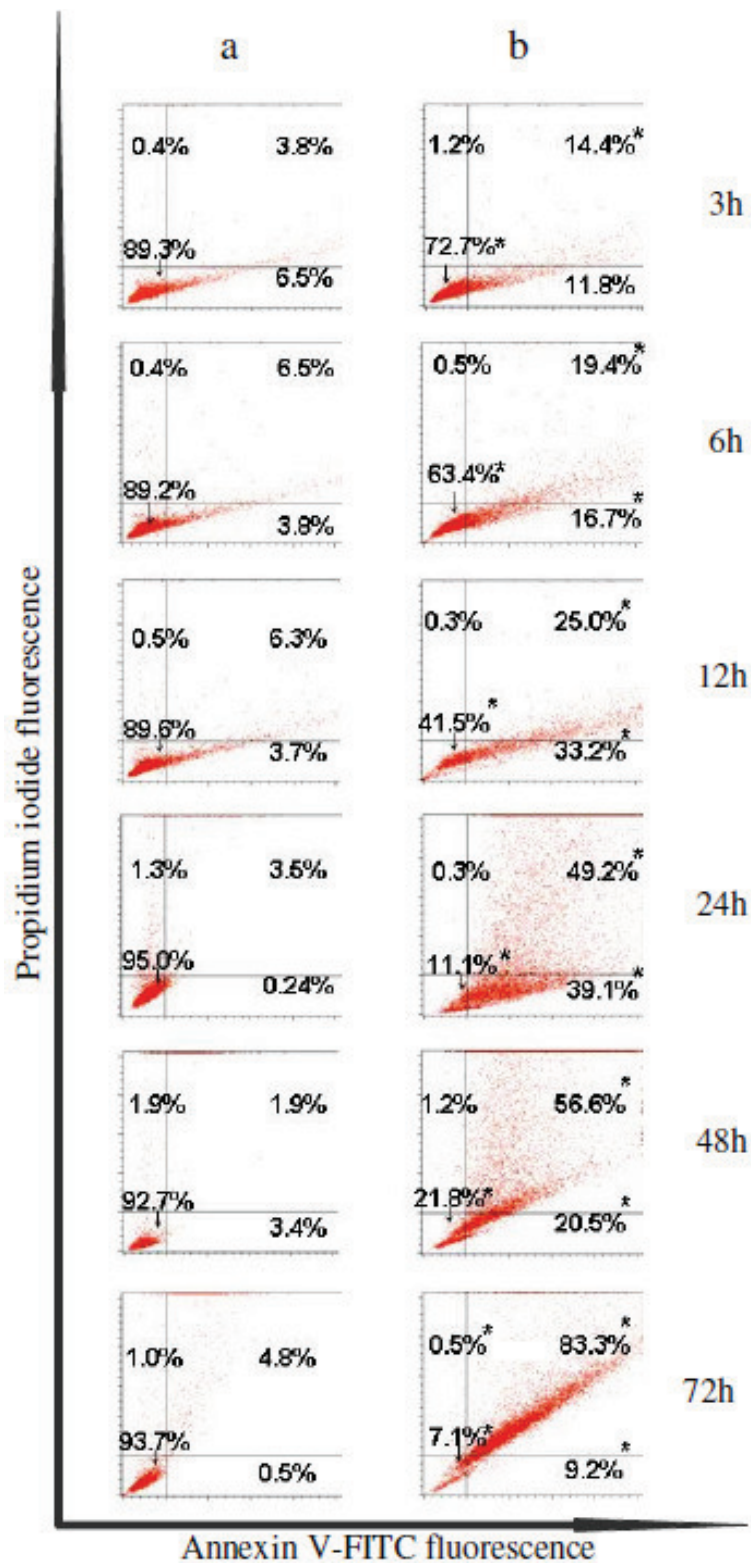 a b
0.4% 3.8% 1.2% 14.4%*
3h
89.3% 72.7%*
6.5% 11.8%
0.4% 6.5% 0.5% 19.4%*
6h
89.2% 63.4%*
3.8% 16.7%*
0.5% 6.3% 0.3% 25.0%*
12h
89.6% 41.5%*
3.7% 33.2%*
1.3% 3.5% 0.3% 49.2%*
24h
95.0% 11.1%*
0.24% 39.1%*
1.9% 1.9% 1.2% 56.6%*
48h
92.7% 21.8%*
3.4% 20.5%*
1.0% 4.8% 0.5%* 83.3%*
72h
93.7% 7.1%*
0.5% 9.2%*
Propidium iodide fluorescence
Annexin V-FITC fluorescence